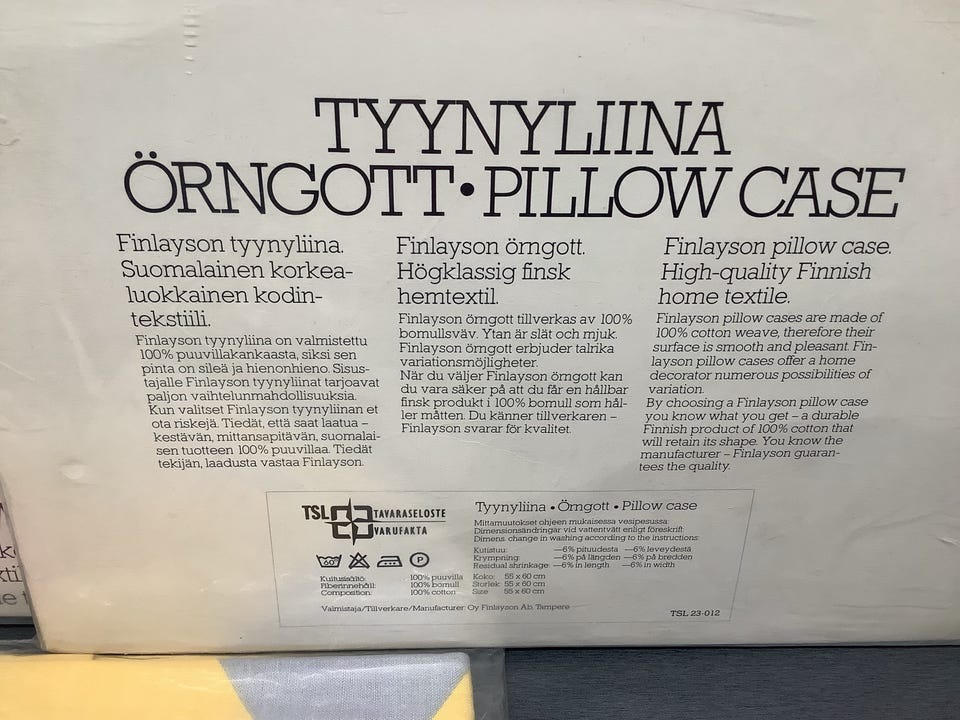 TYYNYLIINA
ÖRNGOTT • PILLOW CASE
Finlayson tyynyliina.
Suomalainen korkea-
luokkainen kodin-
tekstiili.
Finlayson tyynyliina on valmistettu
100% puuvillakankaasta, siksi sen
pinta on sileä ja hienonhieno. Sisus-
tajalle Finlayson tyynyliinat tarjoavat
paljon vaihtelunmahdollisuuksia.
Kun valitset Finlayson tyynyliinan et
ota riskejä. Tiedät, että saat laatua –
kestävän, mittansapitävän, suomalai-
sen tuotteen 100% puuvillaa. Tiedät
tekijän, laadusta vastaa Finlayson.
Finlayson örngott.
Högklassig finsk
hemtextil.
Finlayson örngott tillverkas av 100%
bomullsväv. Ytan är slät och mjuk.
Finlayson örngott erbjuder talrika
variationsmöjligheter.
När du väljer Finlayson örngott kan
du vara säker på att du får en hållbar
finsk produkt i 100% bomull som hål-
ler måtten. Du känner tillverkaren –
Finlayson svarar för kvalitet.
Finlayson pillow case.
High-quality Finnish
home textile.
Finlayson pillow cases are made of
100% cotton weave, therefore their
surface is smooth and pleasant. Fin-
layson pillow cases offer a home
decorator numerous possibilities of
variation.
By choosing a Finlayson pillow case
you know what you get – a durable
Finnish product of 100% cotton that
will retain its shape. You know the
manufacturer – Finlayson guaran-
tees the quality.
TSL TAVARASELOSTE
VARUFAKTA
60° P
Kuitusisältö: 100% puuvilla
Fiberinnehåll: 100% bomull
Composition: 100% cotton
Tyynyliina • Örngott • Pillow case
Mittamuutokset ohjeen mukaisessa vesipesussa:
Dimensionsändringar vid vattentvätt enligt föreskrift:
Dimens. change in washing according to the instructions:
Kutistuu: —6% pituudesta —6% leveydestä
Krympning: —6% på längden —6% på bredden
Residual shrinkage: —6% in length —6% in width
Koko: 55 x 60 cm
Storlek: 55 x 60 cm
Size 55 x 60 cm
Valmistaja/Tillverkare/Manufacturer: Oy Finlayson Ab, Tampere
TSL 23-012